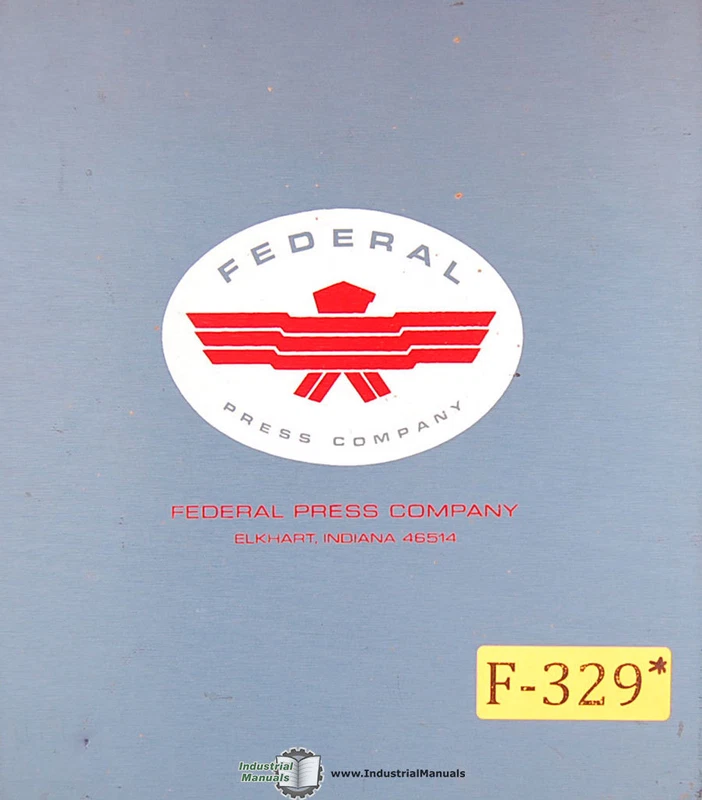 FEDERAL
PRESS COMPANY
FEDERAL PRESS COMPANY
ELKHART, INDIANA 46514
F-329*
Industrial
Manuals
www.IndustrialManuals